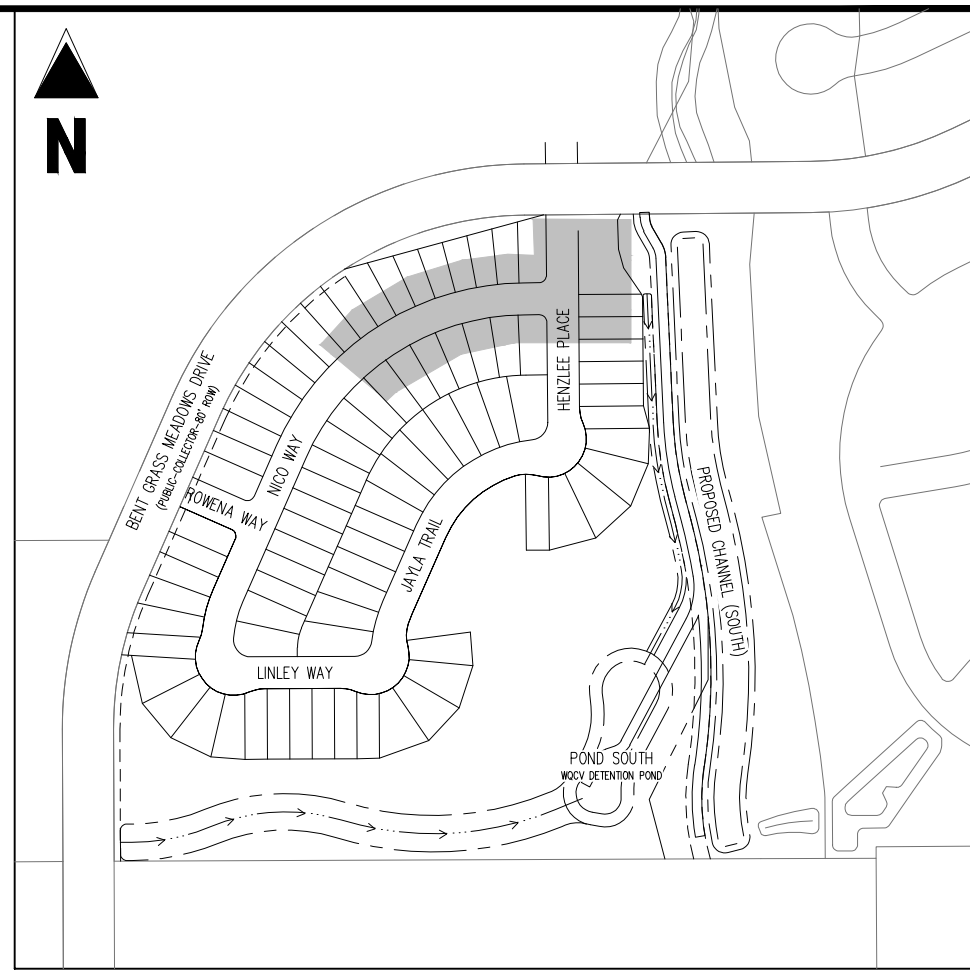 N
BENT GRASS MEADOWS DRIVE
(PUBLIC-COLLECTOR-80' ROW)
HENZLEE PLACE
NICO WAY
ROWENA WAY
JAYLA TRAIL
PROPOSED CHANNEL (SOUTH)
LINLEY WAY
POND SOUTH
WQCV DETENTION POND